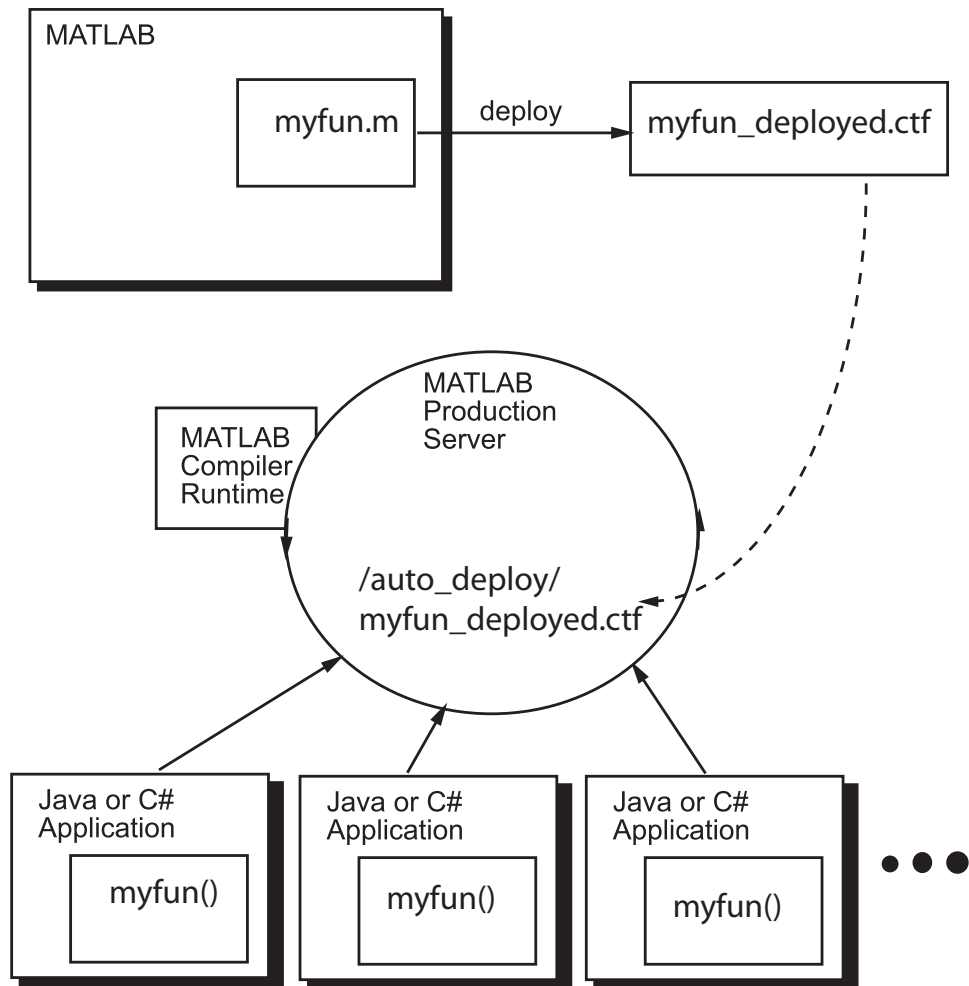 MATLAB
myfun.m
deploy
myfun_deployed.ctf
MATLAB
Production
Server
MATLAB
Compiler
Runtime
/auto_deploy/
myfun_deployed.ctf
Java or C#
Application
myfun()
Java or C#
Application
myfun()
Java or C#
Application
myfun()